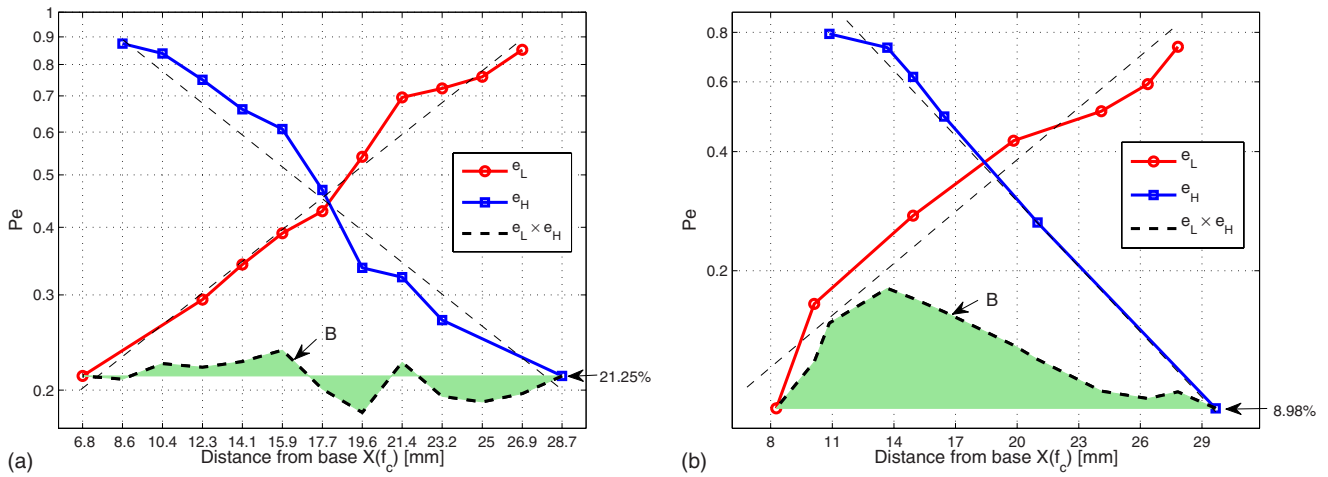 1
0.9
0.8
0.7
0.6
0.5
0.4
0.3
0.2
Pe
e_L
e_H
e_L × e_H
B
21.25%
6.8 8.6 10.4 12.3 14.1 15.9 17.7 19.6 21.4 23.2 25 26.9 28.7
Distance from base X(f_c) [mm]
(a)
0.8
0.6
0.4
0.2
Pe
e_L
e_H
e_L × e_H
B
8.98%
8 11 14 17 20 23 26 29
Distance from base X(f_c) [mm]
(b)